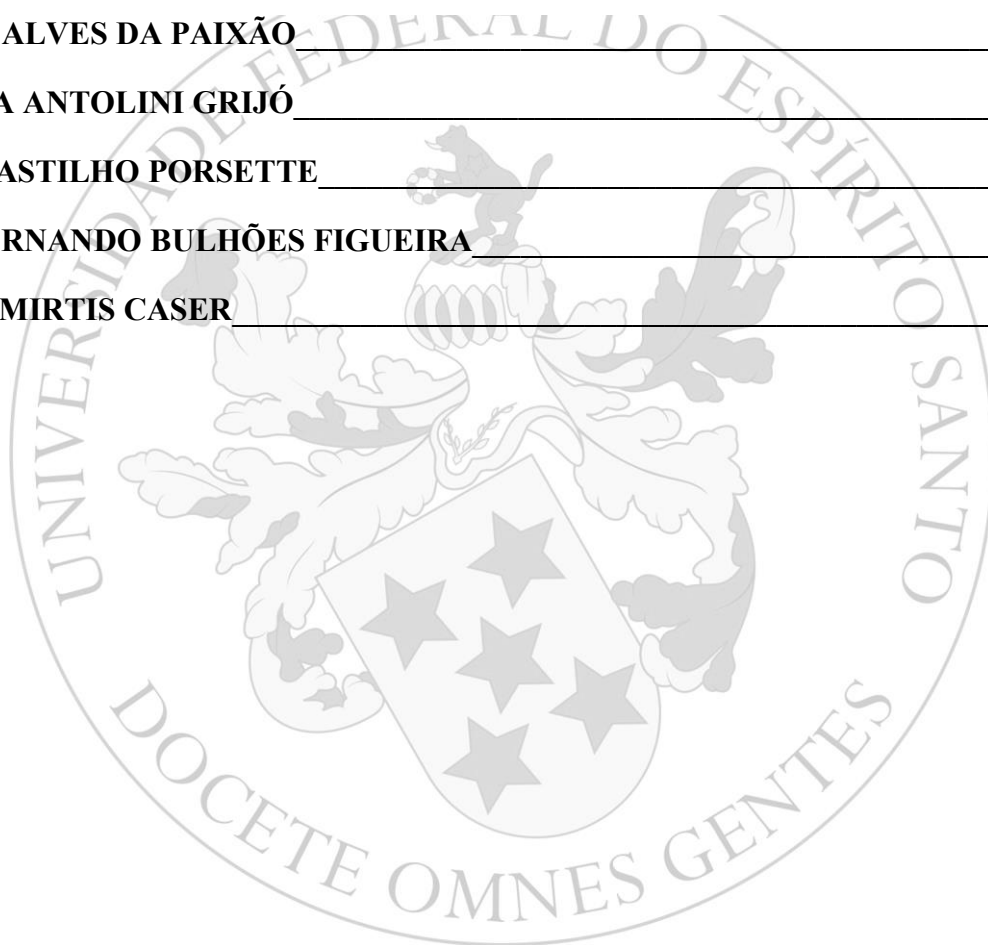 ALVES DA PAIXÃO
A ANTOLINI GRIJÓ
ASTILHO PORSETTE
RNANDO BULHÕES FIGUEIRA
MIRTIS CASER
UNIVERSIDADE FEDERAL DO ESPÍRITO SANTO
DOCETE OMNES GENTES